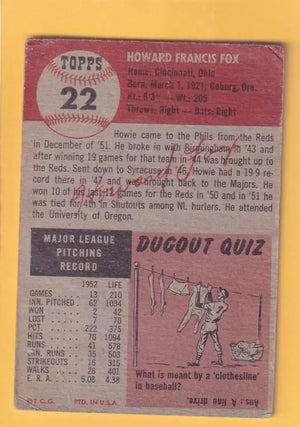 TOPPS
22
HOWARD FRANCIS FOX
Home: Cincinnati, Ohio
Born: March 1, 1921, Coburg, Ore.
Ht.: 6'3"— Wt.: 205
Throws: Right — Bats: Right
Howie came to the Phils from the Reds
in December of '51. He broke in with Birmingham in '43 and
after winning 19 games for that team in '44 was brought up to
the Reds. Sent down to Syracuse in '46 Howie had a 19-9
record there in '47 and was brought back to the Majors. He
won 10 of his last 12 games for the Reds in '50 and in '51 he
was tied for 4th in Shutouts among NL hurlers. He attended
the University of Oregon.
MAJOR LEAGUE
PITCHING
RECORD
1952 LIFE
GAMES 13 210
INN. PITCHED 62 1034
WON 2 42
LOST 7 70
PCT. .222 .375
HITS 70 1094
RUNS 41 578
EARN. RUNS 35 504
STRIKEOUTS 16 315
WALKS 26 401
E. R. A. 5.08 4.38
© T. C. G. PTD. IN U.S.A.
DUGOUT QUIZ
What is meant by a 'clothesline'
in baseball?
Ans.: A line drive.